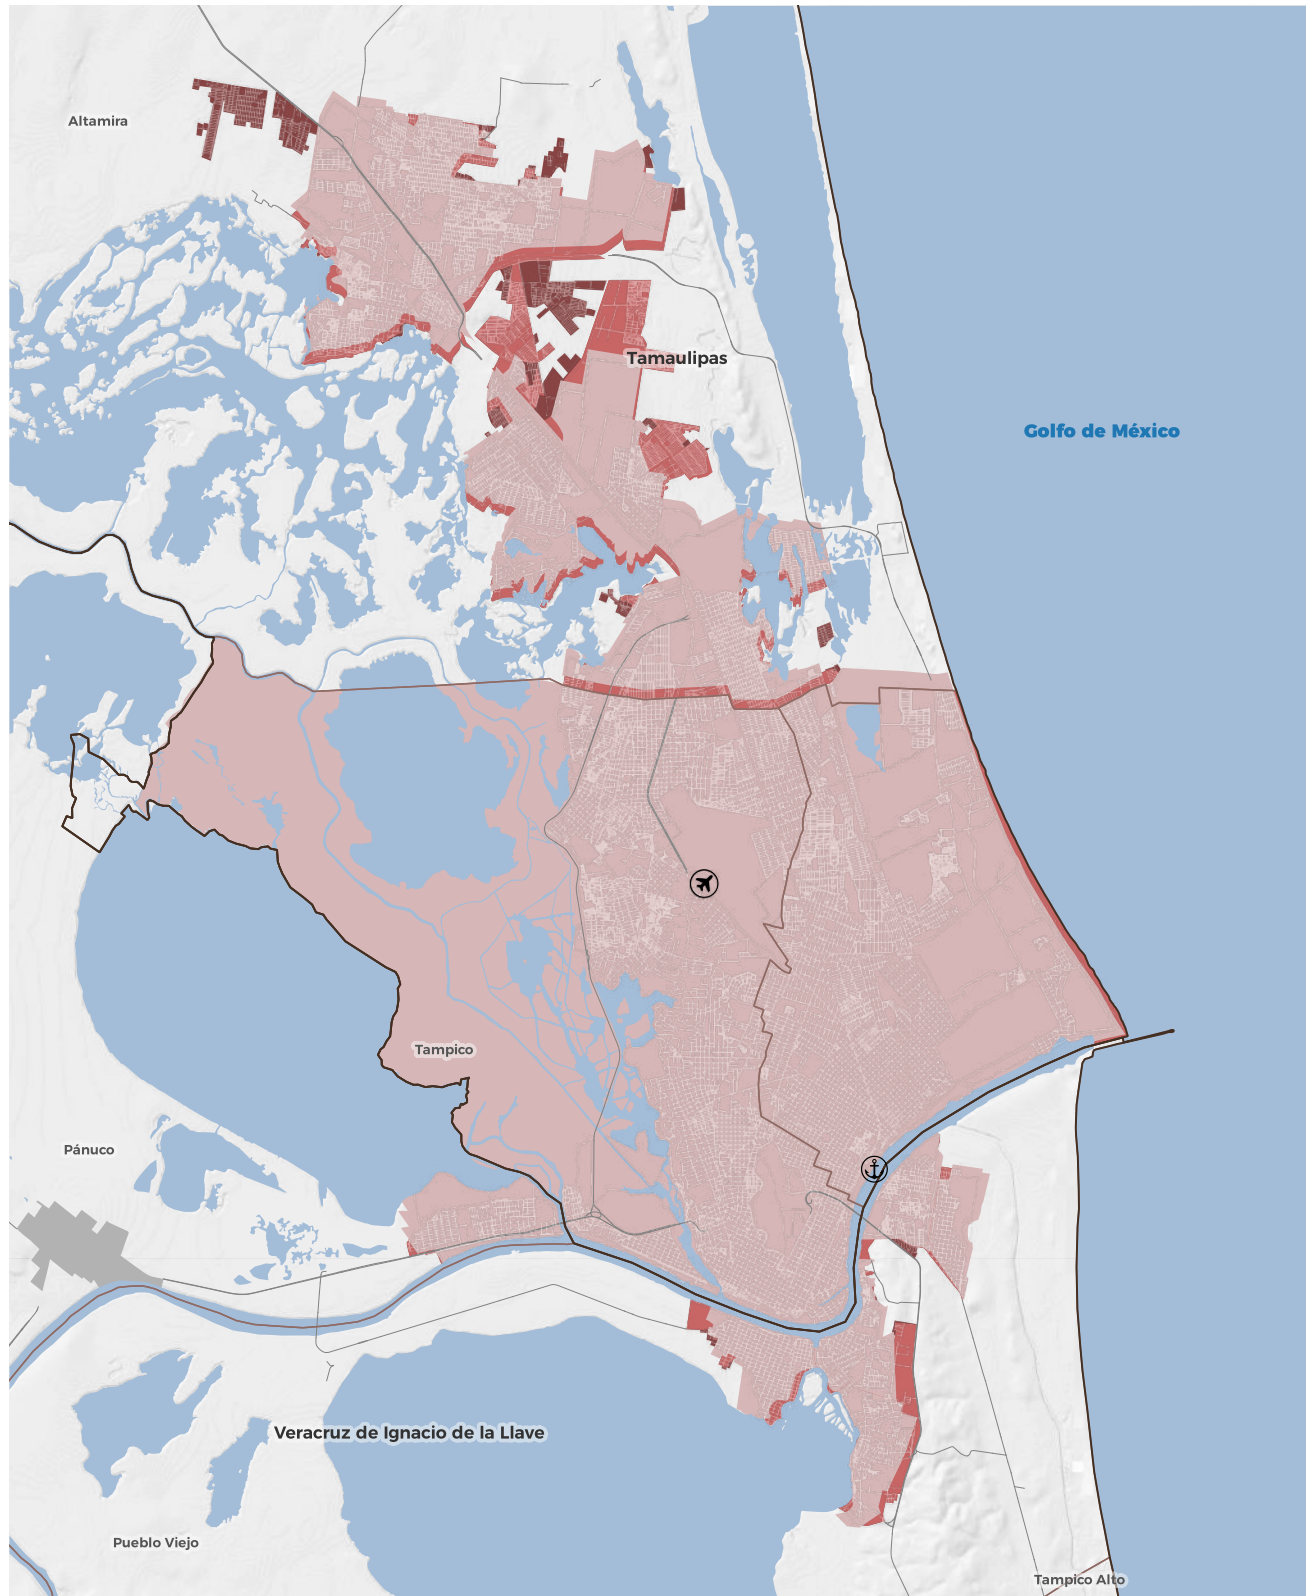 Altamira
Tamaulipas
Golfo de México
Tampico
Pánuco
Veracruz de Ignacio de la Llave
Pueblo Viejo
Tampico Alto